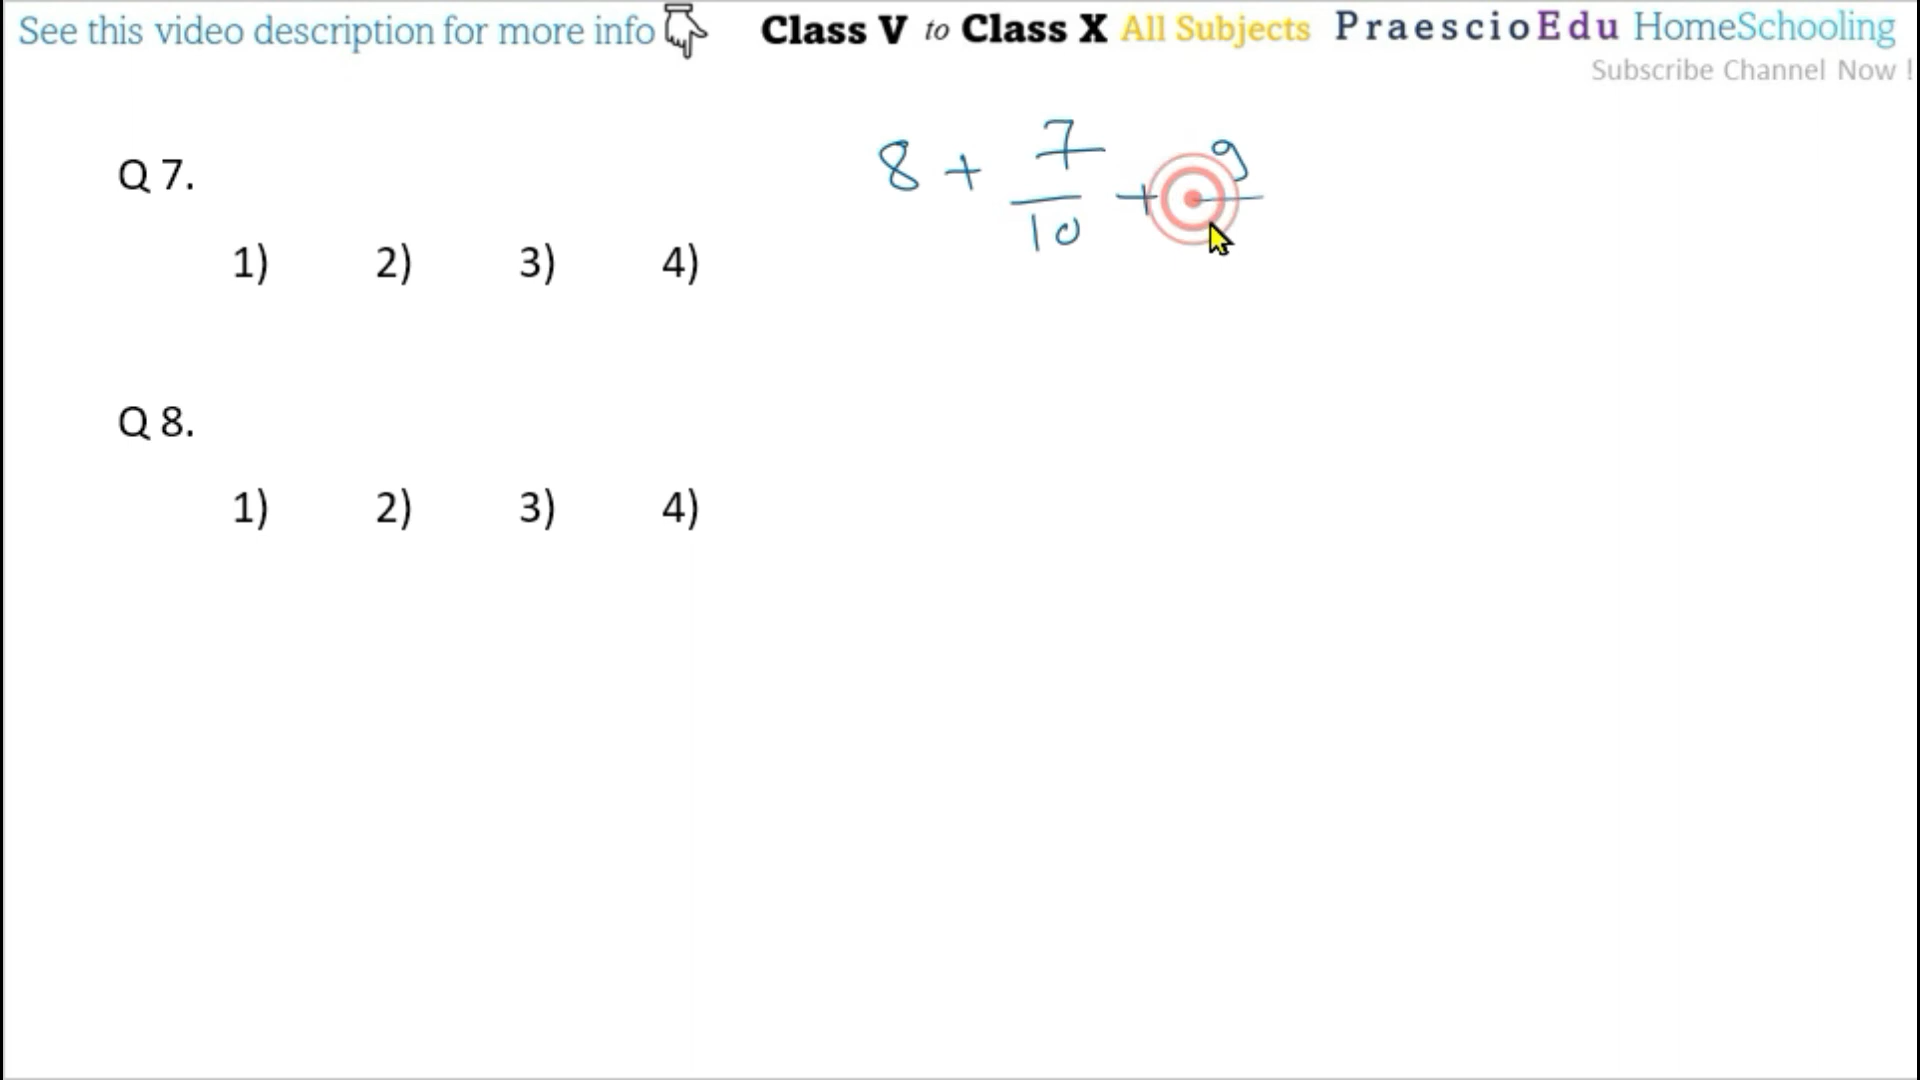 See this video description for more info Class V to Class X All Subjects PraescioEdu HomeSchooling
Subscribe Channel Now !
8 + 7/10 + 9/
Q 7.
1) 2) 3) 4)
Q 8.
1) 2) 3) 4)